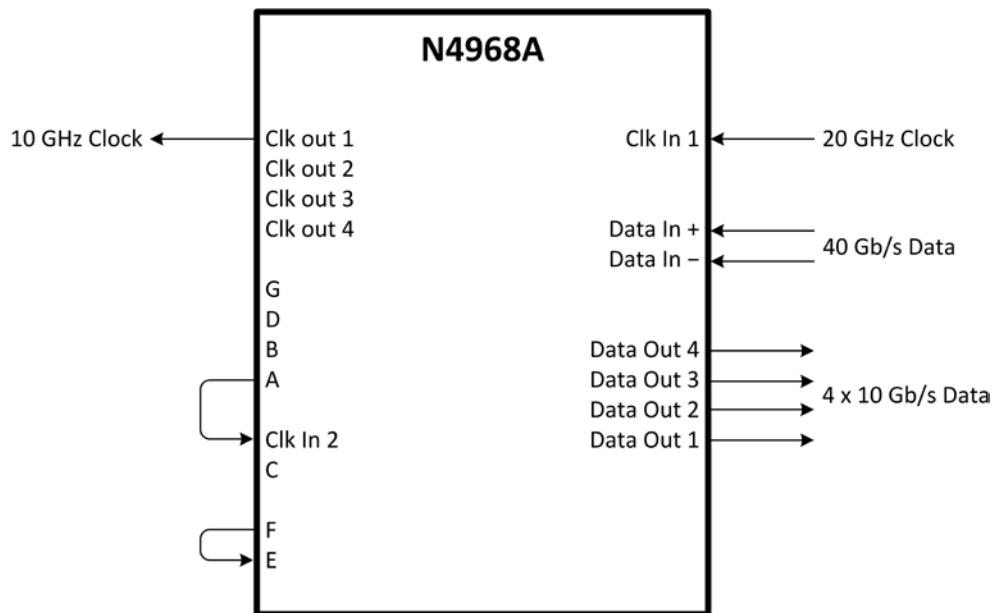 N4968A
10 GHz Clock
Clk out 1
Clk In 1
20 GHz Clock
Clk out 2
Clk out 3
Clk out 4
Data In +
Data In −
40 Gb/s Data
G
D
B
A
Data Out 4
Data Out 3
Data Out 2
Data Out 1
4 x 10 Gb/s Data
Clk In 2
C
F
E